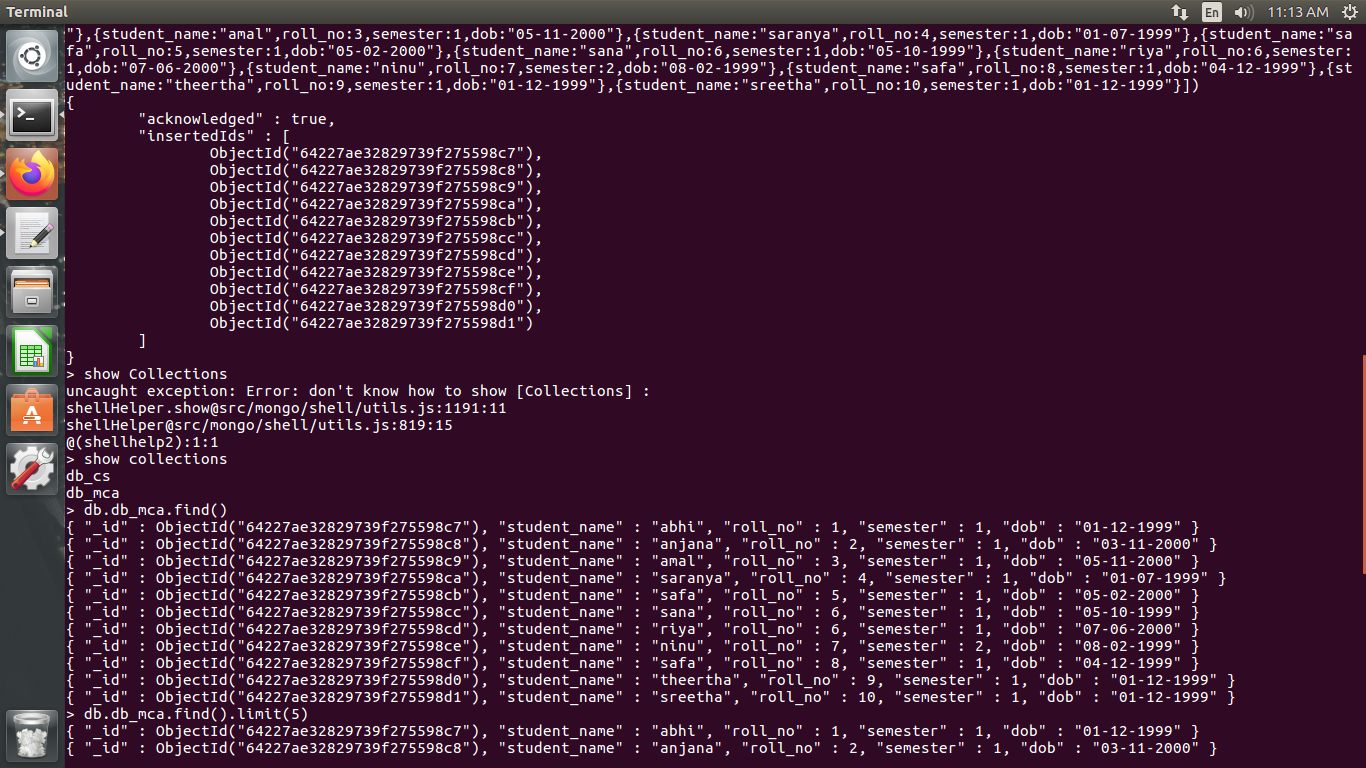 Terminal
En
11:13 AM
"},{student_name:"amal",roll_no:3,semester:1,dob:"05-11-2000"},{student_name:"saranya",roll_no:4,semester:1,dob:"01-07-1999"},{student_name:"sa
fa",roll_no:5,semester:1,dob:"05-02-2000"},{student_name:"sana",roll_no:6,semester:1,dob:"05-10-1999"},{student_name:"riya",roll_no:6,semester:
1,dob:"07-06-2000"},{student_name:"ninu",roll_no:7,semester:2,dob:"08-02-1999"},{student_name:"safa",roll_no:8,semester:1,dob:"04-12-1999"},{st
udent_name:"theertha",roll_no:9,semester:1,dob:"01-12-1999"},{student_name:"sreetha",roll_no:10,semester:1,dob:"01-12-1999"}])
{
        "acknowledged" : true,
        "insertedIds" : [
                ObjectId("64227ae32829739f275598c7"),
                ObjectId("64227ae32829739f275598c8"),
                ObjectId("64227ae32829739f275598c9"),
                ObjectId("64227ae32829739f275598ca"),
                ObjectId("64227ae32829739f275598cb"),
                ObjectId("64227ae32829739f275598cc"),
                ObjectId("64227ae32829739f275598cd"),
                ObjectId("64227ae32829739f275598ce"),
                ObjectId("64227ae32829739f275598cf"),
                ObjectId("64227ae32829739f275598d0"),
                ObjectId("64227ae32829739f275598d1")
        ]
}
> show Collections
uncaught exception: Error: don't know how to show [Collections] :
shellHelper.show@src/mongo/shell/utils.js:1191:11
shellHelper@src/mongo/shell/utils.js:819:15
@(shellhelp2):1:1
> show collections
db_cs
db_mca
> db.db_mca.find()
{ "_id" : ObjectId("64227ae32829739f275598c7"), "student_name" : "abhi", "roll_no" : 1, "semester" : 1, "dob" : "01-12-1999" }
{ "_id" : ObjectId("64227ae32829739f275598c8"), "student_name" : "anjana", "roll_no" : 2, "semester" : 1, "dob" : "03-11-2000" }
{ "_id" : ObjectId("64227ae32829739f275598c9"), "student_name" : "amal", "roll_no" : 3, "semester" : 1, "dob" : "05-11-2000" }
{ "_id" : ObjectId("64227ae32829739f275598ca"), "student_name" : "saranya", "roll_no" : 4, "semester" : 1, "dob" : "01-07-1999" }
{ "_id" : ObjectId("64227ae32829739f275598cb"), "student_name" : "safa", "roll_no" : 5, "semester" : 1, "dob" : "05-02-2000" }
{ "_id" : ObjectId("64227ae32829739f275598cc"), "student_name" : "sana", "roll_no" : 6, "semester" : 1, "dob" : "05-10-1999" }
{ "_id" : ObjectId("64227ae32829739f275598cd"), "student_name" : "riya", "roll_no" : 6, "semester" : 1, "dob" : "07-06-2000" }
{ "_id" : ObjectId("64227ae32829739f275598ce"), "student_name" : "ninu", "roll_no" : 7, "semester" : 2, "dob" : "08-02-1999" }
{ "_id" : ObjectId("64227ae32829739f275598cf"), "student_name" : "safa", "roll_no" : 8, "semester" : 1, "dob" : "04-12-1999" }
{ "_id" : ObjectId("64227ae32829739f275598d0"), "student_name" : "theertha", "roll_no" : 9, "semester" : 1, "dob" : "01-12-1999" }
{ "_id" : ObjectId("64227ae32829739f275598d1"), "student_name" : "sreetha", "roll_no" : 10, "semester" : 1, "dob" : "01-12-1999" }
> db.db_mca.find().limit(5)
{ "_id" : ObjectId("64227ae32829739f275598c7"), "student_name" : "abhi", "roll_no" : 1, "semester" : 1, "dob" : "01-12-1999" }
{ "_id" : ObjectId("64227ae32829739f275598c8"), "student_name" : "anjana", "roll_no" : 2, "semester" : 1, "dob" : "03-11-2000" }